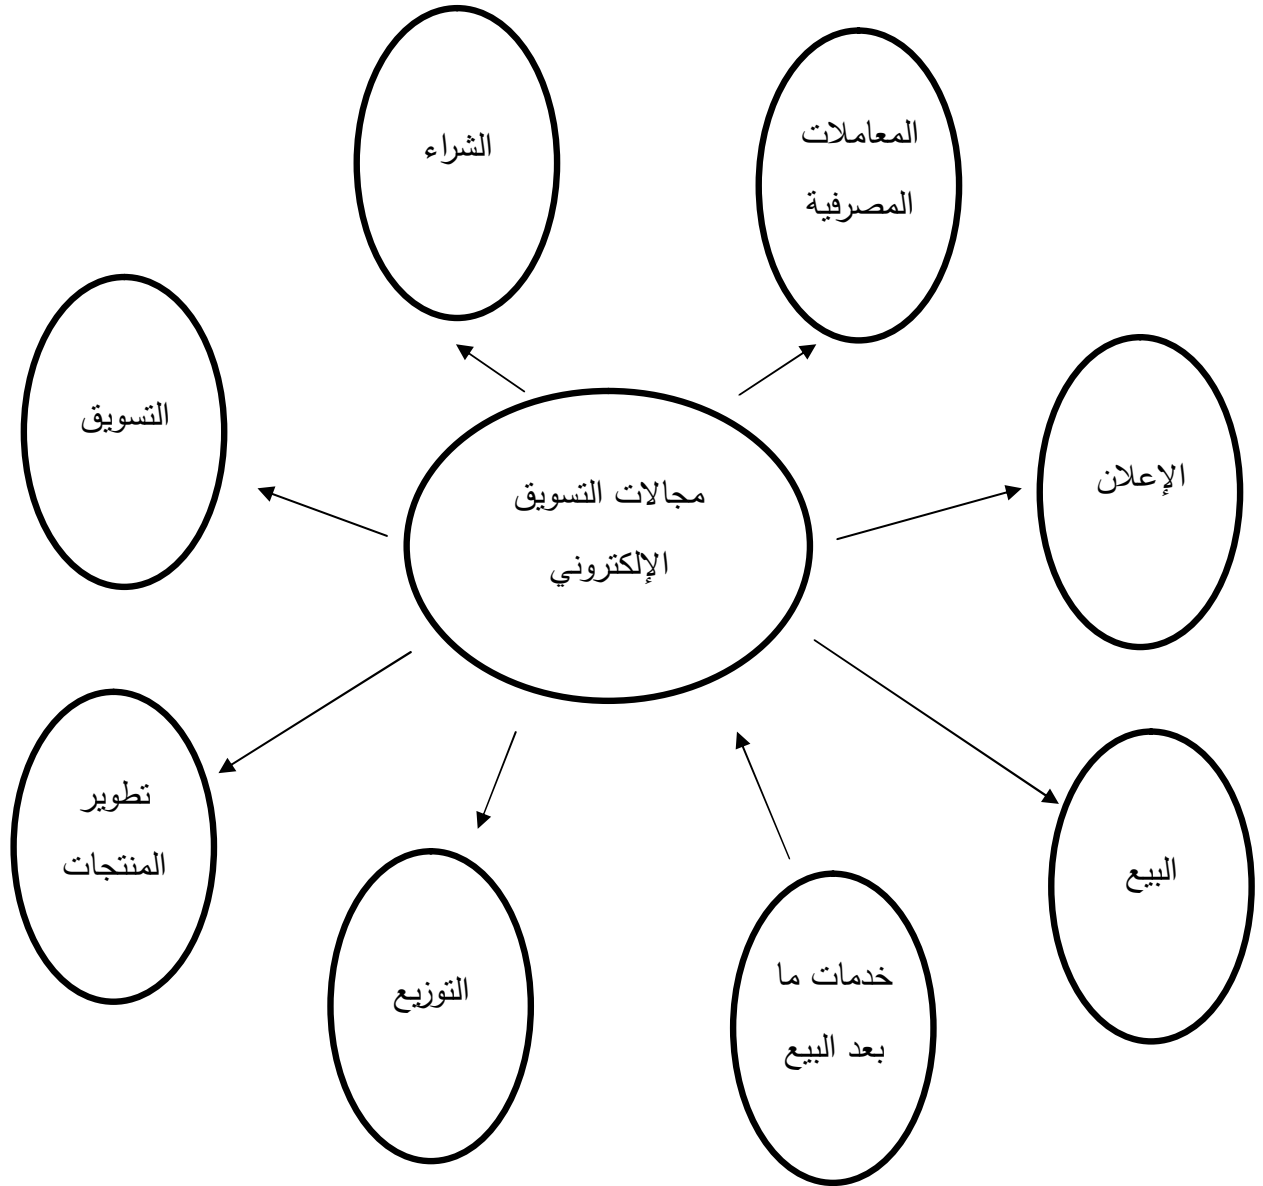 الشراء
المعاملات
المصرفية
التسويق
الإعلان
مجالات التسويق
الإلكتروني
تطوير
المنتجات
البيع
التوزيع
خدمات ما
بعد البيع